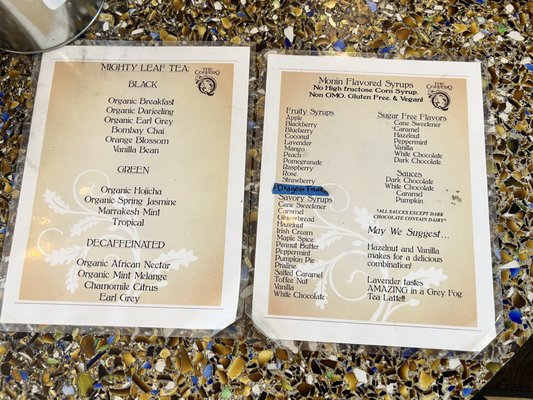 MIGHTY LEAF TEA:
BLACK
Organic Breakfast
Organic Darjeeling
Organic Earl Grey
Bombay Chai
Orange Blossom
Vanilla Bean
GREEN
Organic Hojicha
Organic Spring Jasmine
Marrakesh Mint
Tropical
DECAFFEINATED
Organic African Nectar
Organic Mint Melange
Chamomile Citrus
Earl Grey
Monin Flavored Syrups
No High fructose Corn Syrup,
Non GMO, Gluten Free, & Vegan!
Fruity Syrups
Apple
Blackberry
Blueberry
Coconut
Lavender
Mango
Peach
Pomegranate
Raspberry
Rose
Strawberry
Dragon Fruit
Savory Syrups
Cane Sweetener
Caramel
Gingerbread
Hazelnut
Irish Cream
Maple Spice
Peanut Butter
Peppermint
Pumpkin Pie
Praline
Salted Caramel
Toffee Nut
Vanilla
White Chocolate
Sugar Free Flavors
Cane Sweetener
Caramel
Hazelnut
Peppermint
Vanilla
White Chocolate
Dark Chocolate
Sauces
Dark Chocolate
White Chocolate
Caramel
Pumpkin
*ALL SAUCES EXCEPT DARK
CHOCOLATE CONTAIN DAIRY*
May We Suggest...
Hazelnut and Vanilla
makes for a delicious
combination!
Lavender tastes
AMAZING in a Grey Fog
Tea Latte!!